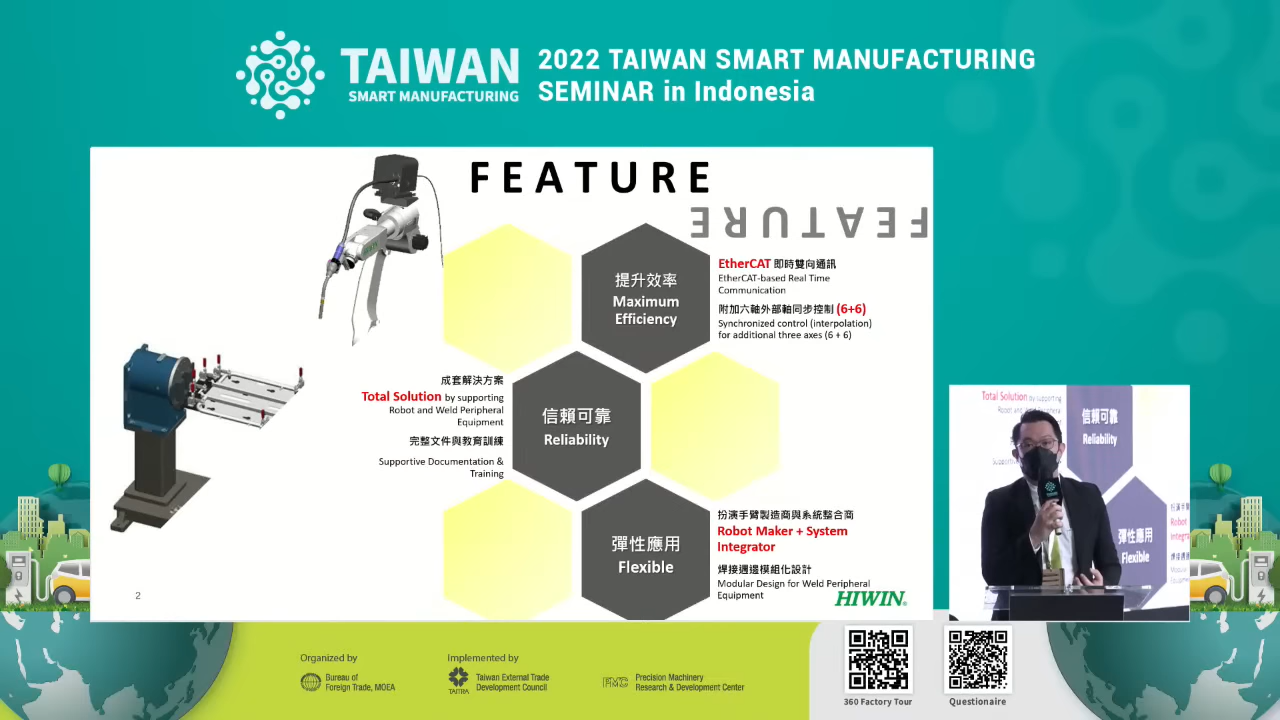 TAIWAN
SMART MANUFACTURING
2022 TAIWAN SMART MANUFACTURING
SEMINAR in Indonesia
FEATURE
FEATURE
提升效率
Maximum
Efficiency
EtherCAT 即時雙向通訊
EtherCAT-based Real Time
Communication
附加六軸外部軸同步控制 (6+6)
Synchronized control (interpolation)
for additional three axes (6 + 6)
成套解決方案
Total Solution by supporting
Robot and Weld Peripheral
Equipment
完整文件與教育訓練
Supportive Documentation &
Training
信賴可靠
Reliability
彈性應用
Flexible
扮演手臂製造商與系統整合商
Robot Maker + System
Integrator
焊接週邊模組化設計
Modular Design for Weld Peripheral
Equipment
HIWIN®
2
Total Solution by supporting
信賴可靠
Reliability
彈性應用
Flexible
Robot
Organized by
Bureau of
Foreign Trade, MOEA
Implemented by
TAITRA
Taiwan External Trade
Development Council
PMC
Precision Machinery
Research & Development Center
360 Factory Tour
Questionaire